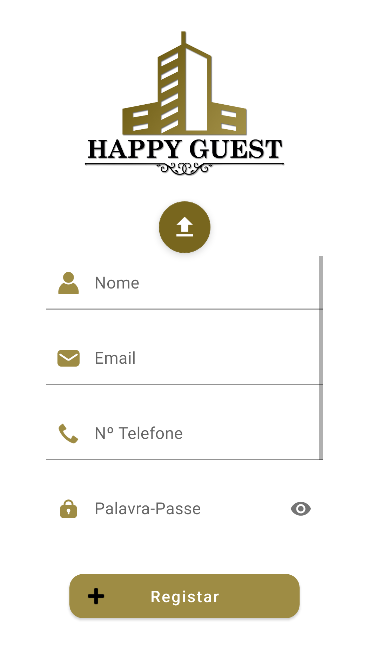 HAPPY GUEST
Nome
Email
Nº Telefone
Palavra-Passe
Registar